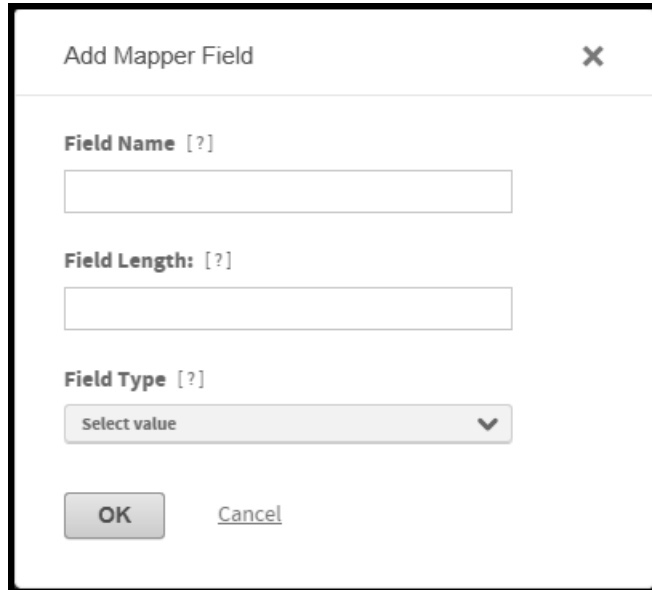 Add Mapper Field
Field Name [?]
Field Length: [?]
Field Type [?]
Select value
OK Cancel